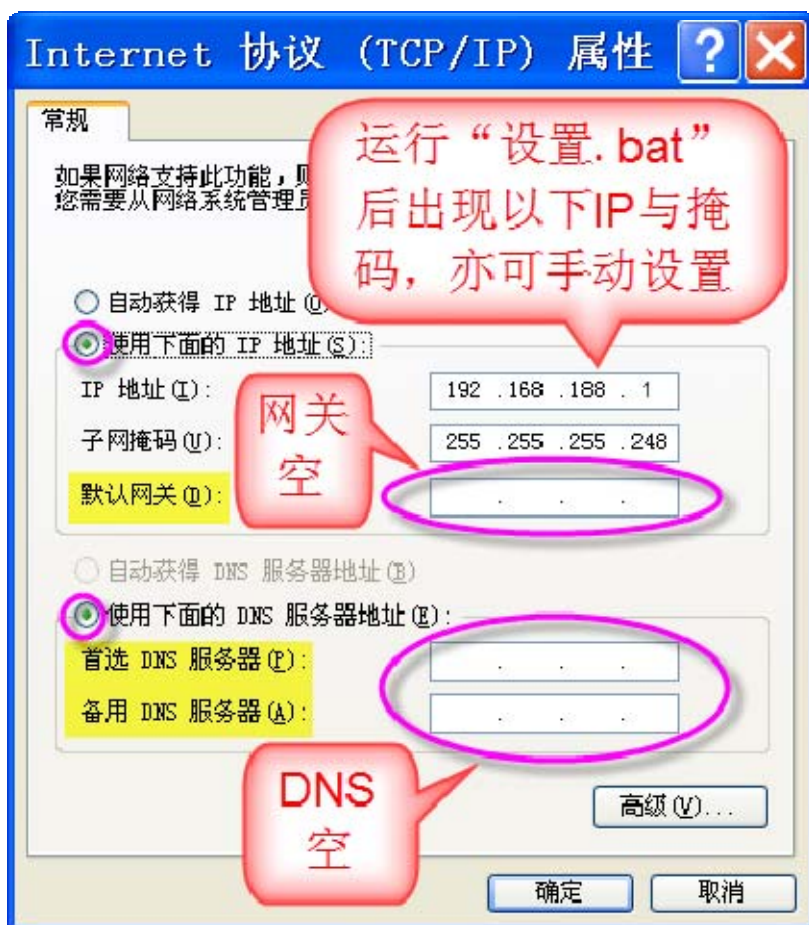 Internet 协议 (TCP/IP) 属性
常规
运行“设置.bat”
后出现以下IP与掩
码，亦可手动设置
如果网络支持此功能，则
您需要从网络系统管理员
自动获得 IP 地址(O)
使用下面的 IP 地址(S):
IP 地址(I):
192 .168 .188 . 1
网关
空
子网掩码(U):
255 .255 .255 .248
默认网关(D):
. . .
自动获得 DNS 服务器地址(B)
使用下面的 DNS 服务器地址(E):
首选 DNS 服务器(P):
. . .
备用 DNS 服务器(A):
. . .
DNS
空
高级(V)...
确定
取消